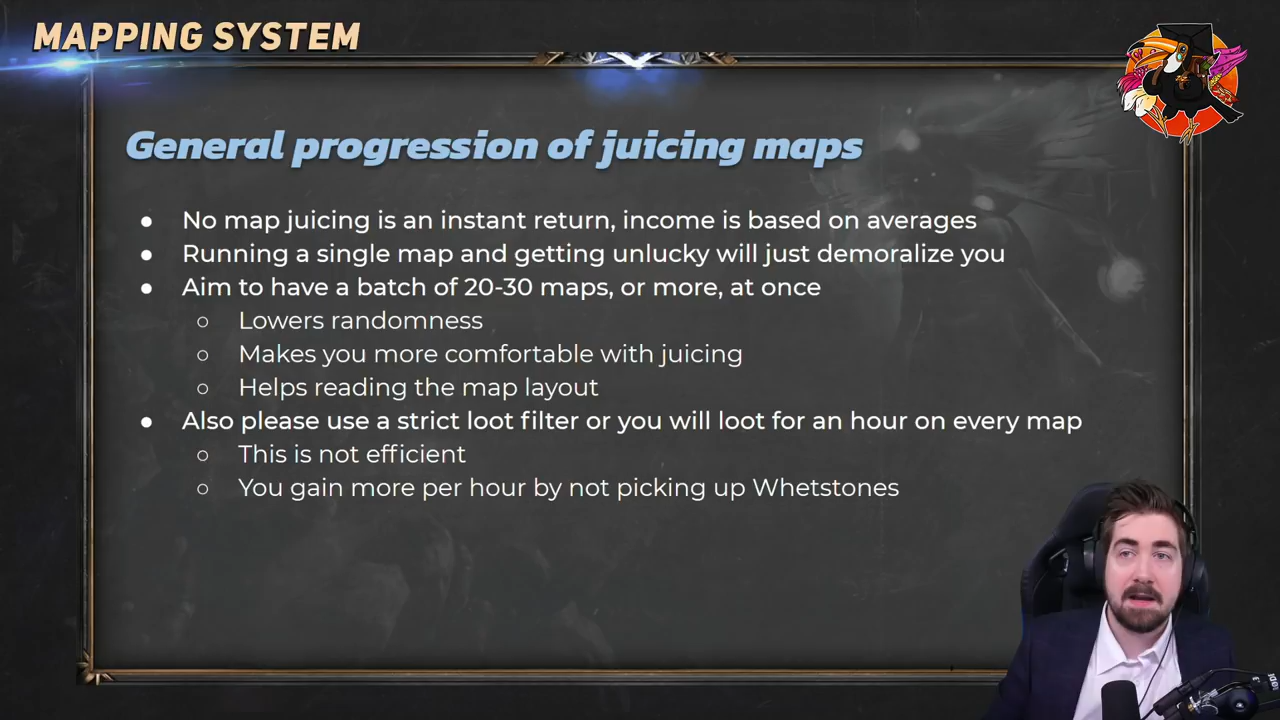 MAPPING SYSTEM
General progression of juicing maps
● No map juicing is an instant return, income is based on averages
● Running a single map and getting unlucky will just demoralize you
● Aim to have a batch of 20-30 maps, or more, at once
○ Lowers randomness
○ Makes you more comfortable with juicing
○ Helps reading the map layout
● Also please use a strict loot filter or you will loot for an hour on every map
○ This is not efficient
○ You gain more per hour by not picking up Whetstones